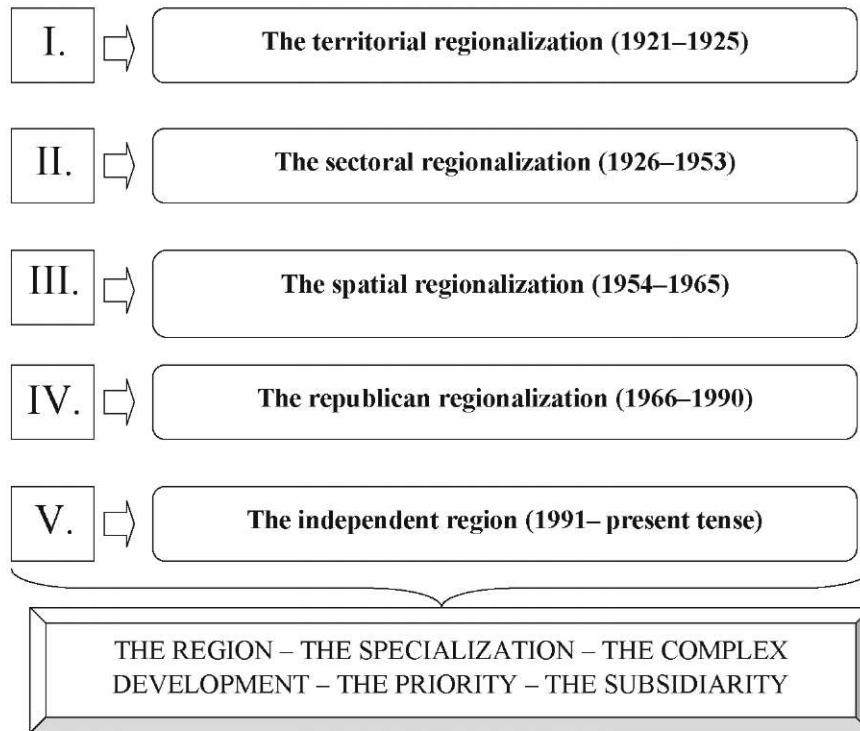 I.
The territorial regionalization (1921–1925)
II.
The sectoral regionalization (1926–1953)
III.
The spatial regionalization (1954–1965)
IV.
The republican regionalization (1966–1990)
V.
The independent region (1991– present tense)
THE REGION – THE SPECIALIZATION – THE COMPLEX
DEVELOPMENT – THE PRIORITY – THE SUBSIDIARITY